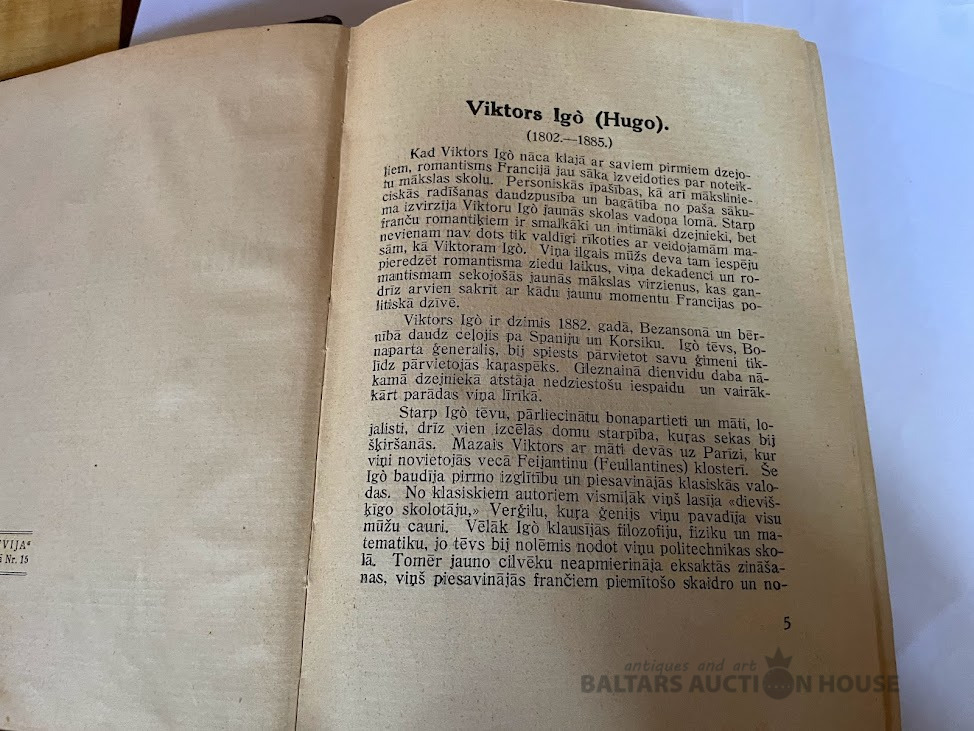 TVIJA“
i Nr. 15
Viktors Igò (Hugo).
(1802.—1885.)
Kad Viktors Igò nāca klajā ar saviem pirmiem dzejo-
ļiem, romantisms Francijā jau sāka izveidoties par noteik-
tu mākslas skolu. Personiskās īpašības, kā arī mākslinie-
ciskās radīšanas daudzpusība un bagātība no paša sāku-
ma izvirzīja Viktoru Igò jaunās skolas vadoņa lomā. Starp
franču romantiķiem ir smalkāki un intimāki dzejnieki, bet
nevienam nav dots tik valdīgi rīkoties ar veidojamām ma-
sām, kā Viktoram Igò. Viņa ilgais mūžs deva tam iespēju
pieredzēt romantisma ziedu laikus, viņa dekadenci un ro-
mantismam sekojošās jaunās mākslas virzienus, kas gan-
drīz arvien sakrīt ar kādu jaunu momentu Francijas po-
lītiskā dzīvē.
Viktors Igò ir dzimis 1882. gadā, Bezansonā un bēr-
nībā daudz ceļojis pa Spaniju un Korsiku. Igò tēvs, Bo-
naparta ģenerālis, bij spiests pārvietot savu ģimeni tik-
līdz pārvietojās kaŗaspēks. Gleznainā dienvidu daba nā-
kamā dzejniekā atstāja nedziestošu iespaidu un vairāk-
kārt parādas viņa līrikā.
Starp Igò tēvu, pārliecinātu bonapartieti un māti, lo-
jalisti, drīz vien izcēlās domu starpība, kuŗas sekas bij
šķiršanās. Mazais Viktors ar māti devās uz Parīzi, kur
viņi novietojās vecā Feijantinu (Feullantines) klosterī. Še
Igò baudīja pirmo izglītību un piesavinājās klasiskās valo-
das. No klasiskiem autoriem vismīļāk viņš lasīja «dieviš-
ķīgo skolotāju,» Verģilu, kuŗa ģenijs viņu pavadīja visu
mūžu cauri. Vēlāk Igò klausījās filozofiju, fiziku un ma-
tematiku, jo tēvs bij nolēmis nodot viņu politechnikas sko-
lā. Tomēr jauno cilvēku neapmierināja eksaktās zināša-
nas, viņš piesavinājās frančiem piemītošo skaidro un no-
5
antiques and art
BALTARS AUCTION HOUSE